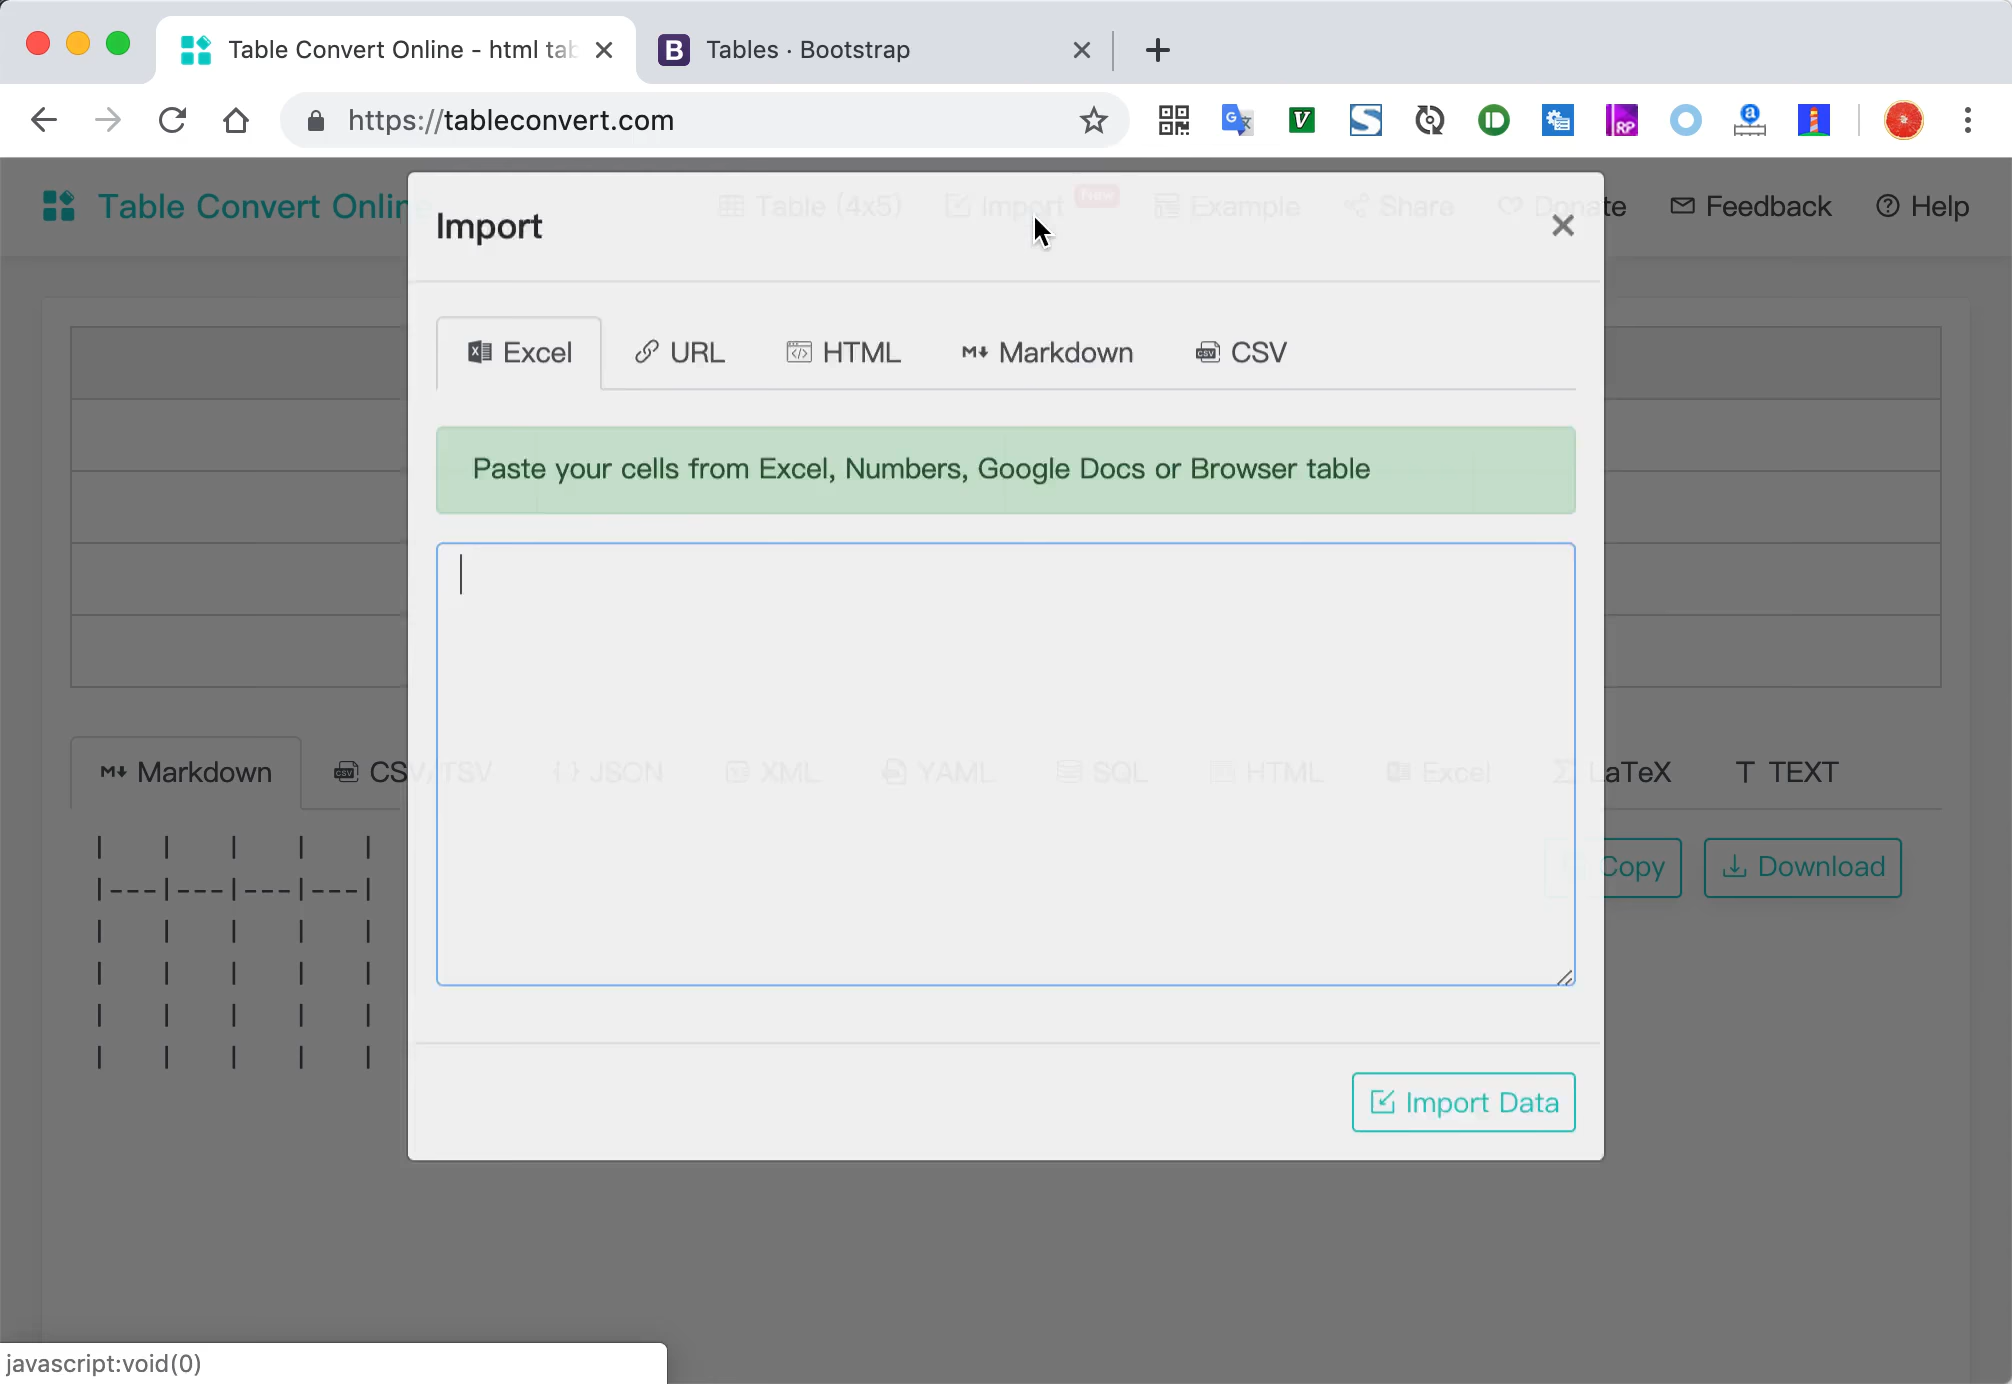 Table Convert Online - html tab
Tables · Bootstrap
https://tableconvert.com
Table Convert Online
Table (4x5)
Import
New
Example
Share
Donate
Feedback
Help
Import
Excel
URL
HTML
Markdown
CSV
Paste your cells from Excel, Numbers, Google Docs or Browser table
Markdown
CSV/TSV
JSON
XML
YAML
SQL
HTML
Excel
LaTeX
TEXT
| | | | |
|---|---|---|---|
| | | | |
| | | | |
| | | | |
| | | | |
Copy
Download
Import Data
javascript:void(0)